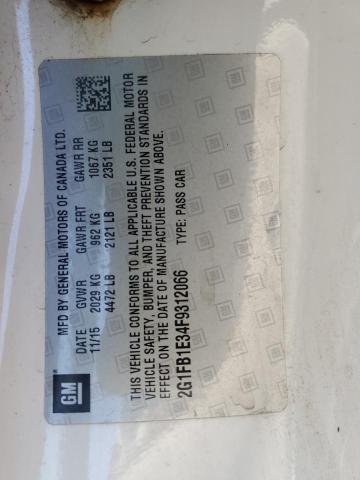 GM
MFD BY GENERAL MOTORS OF CANADA LTD.
DATE GVWR GAWR FRT GAWR RR
11/15 2029 KG 962 KG 1067 KG
4472 LB 2121 LB 2351 LB
THIS VEHICLE CONFORMS TO ALL APPLICABLE U.S. FEDERAL MOTOR
VEHICLE SAFETY, BUMPER, AND THEFT PREVENTION STANDARDS IN
EFFECT ON THE DATE OF MANUFACTURE SHOWN ABOVE.
2G1FB1E34F9312066 TYPE: PASS CAR